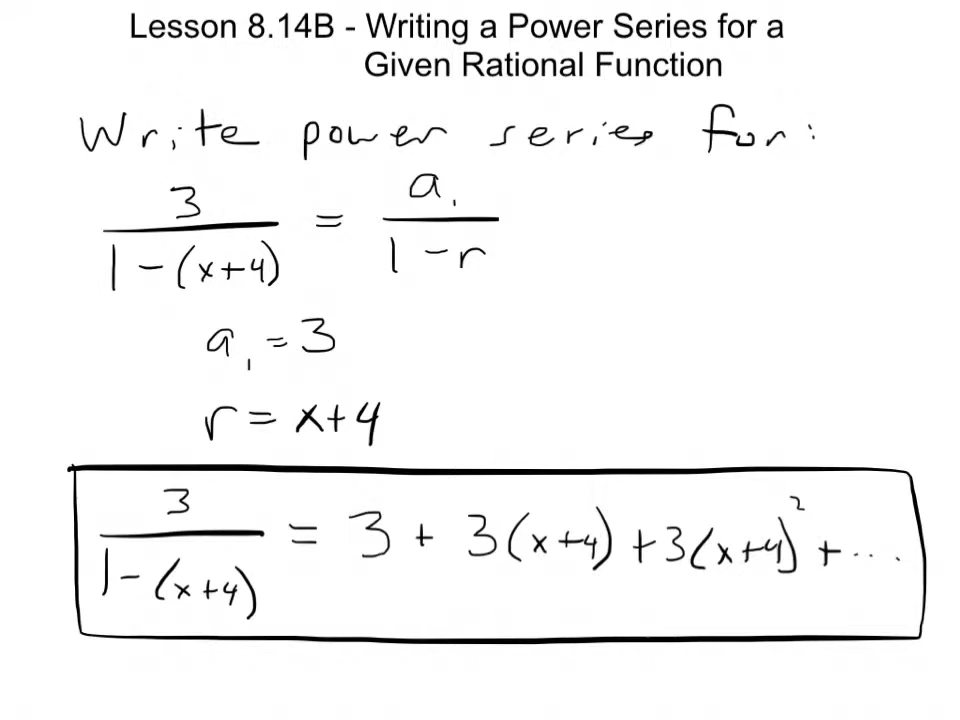 Lesson 8.14B - Writing a Power Series for a
Given Rational Function
Write power series for:
3/(1-(x+4)) = a₁/(1-r)
a₁ = 3
r = x+4
3/(1-(x+4)) = 3 + 3(x+4) + 3(x+4)² + ...